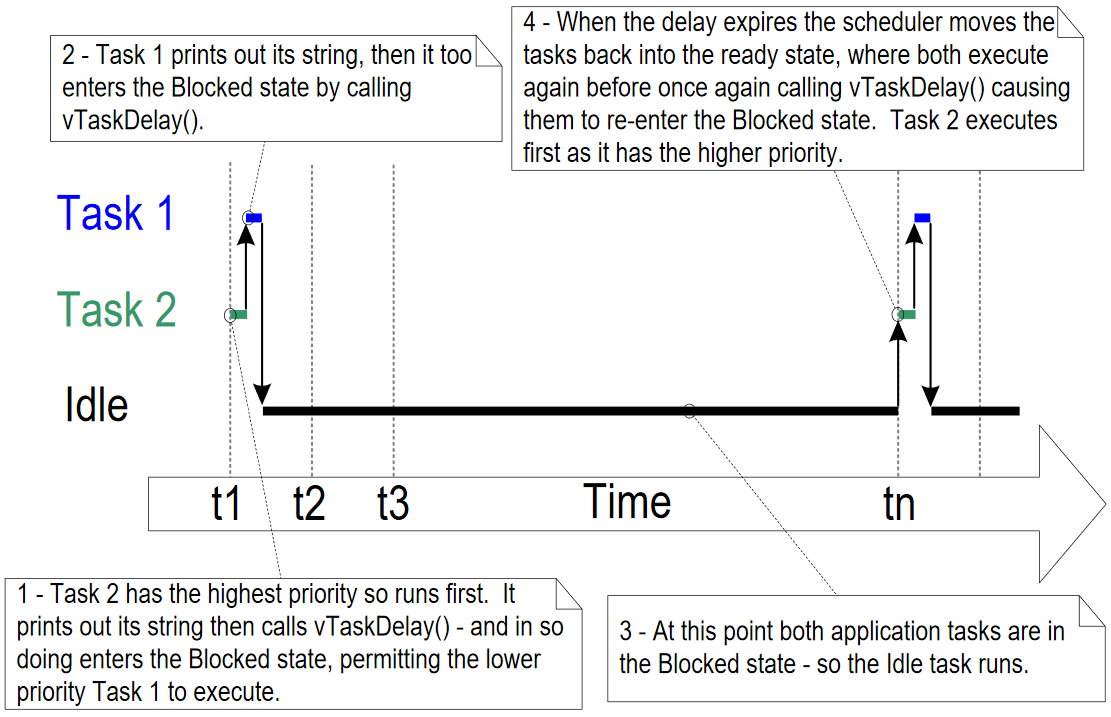 2 - Task 1 prints out its string, then it too
enters the Blocked state by calling
vTaskDelay().
4 - When the delay expires the scheduler moves the
tasks back into the ready state, where both execute
again before once again calling vTaskDelay() causing
them to re-enter the Blocked state.  Task 2 executes
first as it has the higher priority.
Task 1
Task 2
Idle
t1 t2 t3 Time tn
1 - Task 2 has the highest priority so runs first.  It
prints out its string then calls vTaskDelay() - and in so
doing enters the Blocked state, permitting the lower
priority Task 1 to execute.
3 - At this point both application tasks are in
the Blocked state - so the Idle task runs.